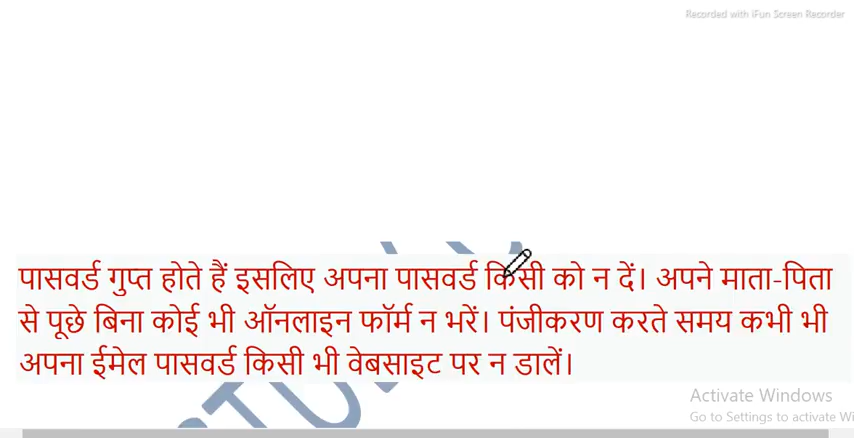 Recorded with iFun Screen Recorder
पासवर्ड गुप्त होते हैं इसलिए अपना पासवर्ड किसी को न दें। अपने माता-पिता
से पूछे बिना कोई भी ऑनलाइन फॉर्म न भरें। पंजीकरण करते समय कभी भी
अपना ईमेल पासवर्ड किसी भी वेबसाइट पर न डालें।
Activate Windows
Go to Settings to activate Wi